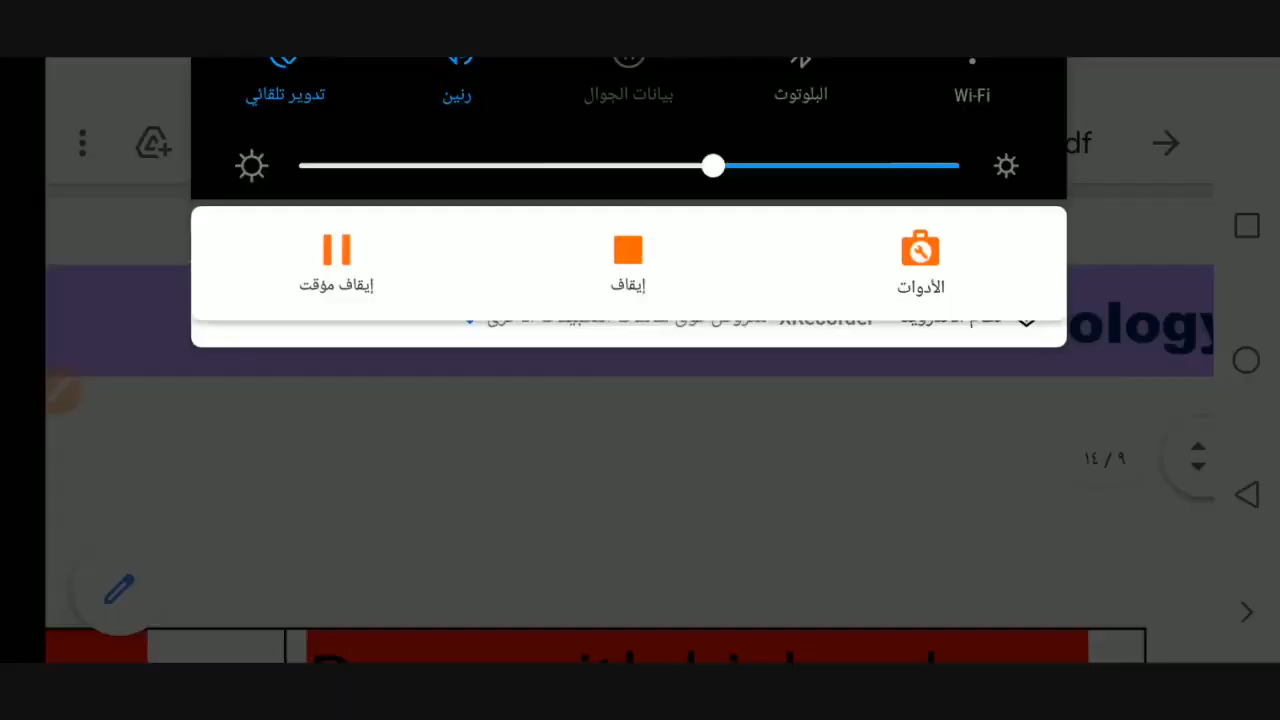 تدوير تلقائي رنين بيانات الجوال البلوتوث Wi-Fi
df
إيقاف مؤقت إيقاف الأدوات
XRecorder
ology
٩ / ١٤